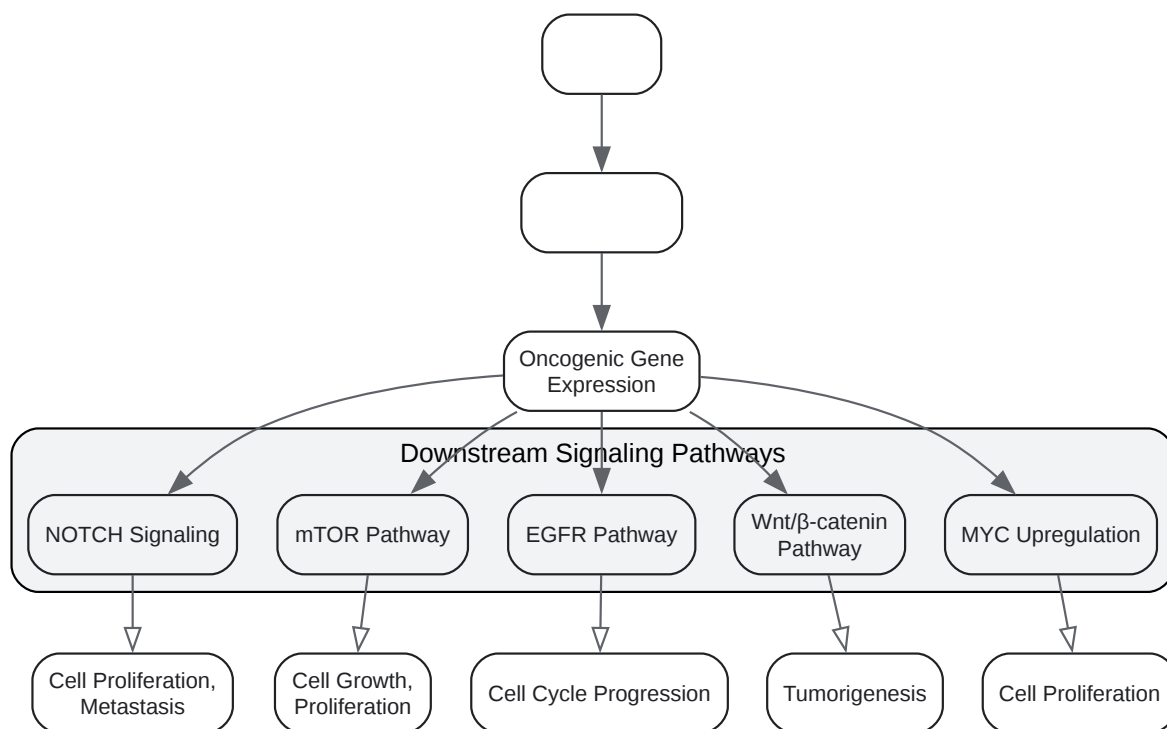 Oncogenic Gene
Expression
Downstream Signaling Pathways
NOTCH Signaling
mTOR Pathway
EGFR Pathway
Wnt/β-catenin
Pathway
MYC Upregulation
Cell Proliferation,
Metastasis
Cell Growth,
Proliferation
Cell Cycle Progression
Tumorigenesis
Cell Proliferation